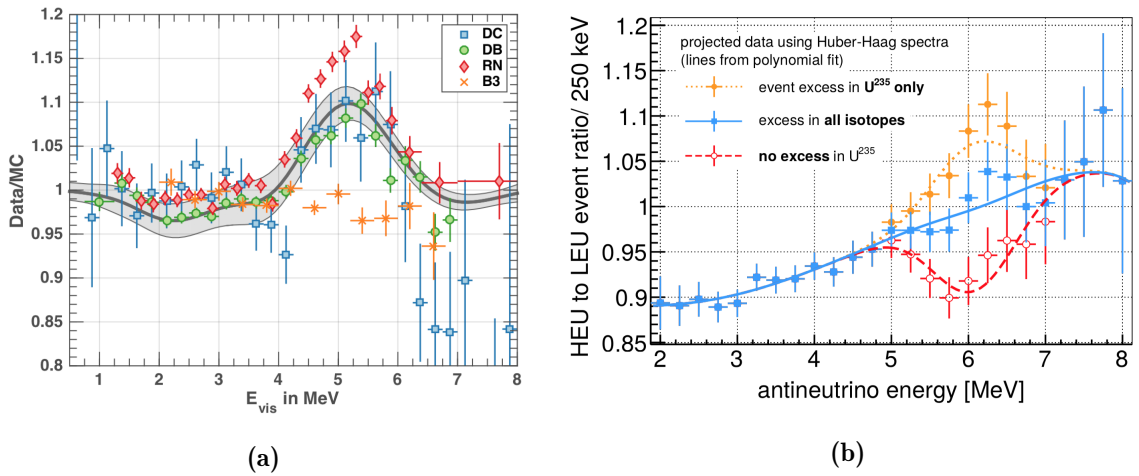 1.2
1.15
1.1
1.05
1
0.95
0.9
0.85
0.8
Data/MC
DC
DB
RN
B3
1 2 3 4 5 6 7 8
E_vis in MeV
(a)
1.2
1.15
1.1
1.05
1
0.95
0.9
0.85
HEU to LEU event ratio/ 250 keV
projected data using Huber-Haag spectra
(lines from polynomial fit)
event excess in U^235 only
excess in all isotopes
no excess in U^235
2 3 4 5 6 7 8
antineutrino energy [MeV]
(b)